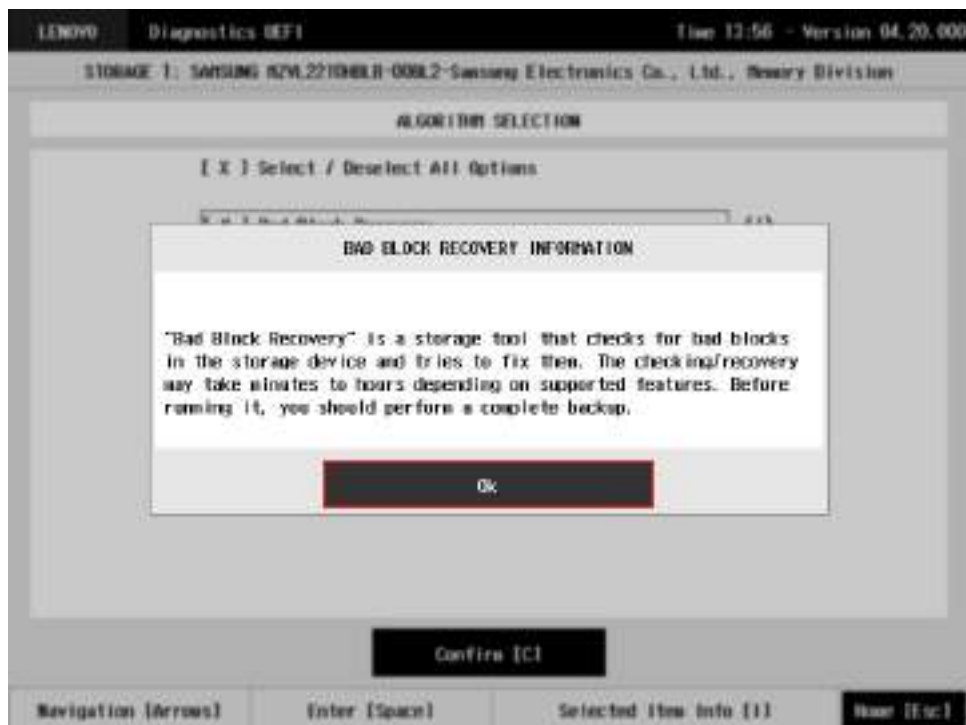 LENOVO Diagnostics UEFI Time 13:56 - Version 04.20.000
STORAGE 1: SAMSUNG Electronics Co., Ltd., Memory Division
ALGORITHM SELECTION
[ X ] Select / Deselect All Options
BAD BLOCK RECOVERY INFORMATION
"Bad Block Recovery" is a storage tool that checks for bad blocks
in the storage device and tries to fix them. The checking/recovery
may take minutes to hours depending on supported features. Before
running it, you should perform a complete backup.
Ok
Confirm [C]
Navigation [Arrows] Enter [Space] Selected Item Info [I] Home [Esc]